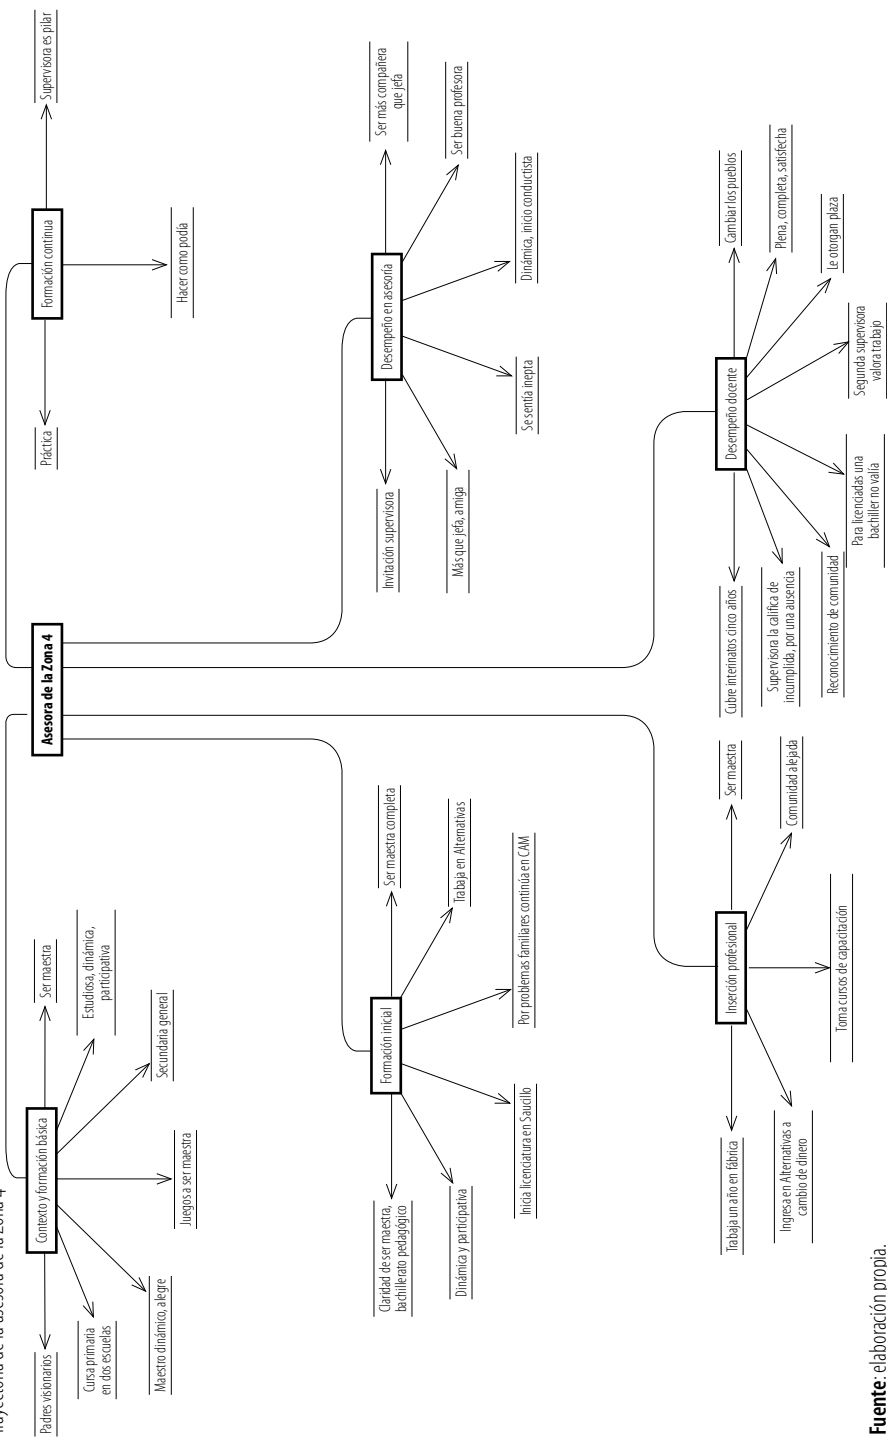 Trayectoria de la asesora de la Zona 4
Asesora de la Zona 4
Contexto y formación básica
Padres visionarios
Cursa primaria
en dos escuelas
Maestro dinámico, alegre
Juegos a ser maestra
Secundaria general
Estudiosa, dinámica,
participativa
Ser maestra
Formación continua
Práctica
Hacer como podía
Supervisora es pilar
Formación inicial
Claridad de ser maestra,
bachillerato pedagógico
Dinámica y participativa
Inicia licenciatura en Saucillo
Por problemas familiares continúa en CAM
Trabaja en Alternativas
Ser maestra completa
Desempeño en asesoría
Invitación supervisora
Más que jefa, amiga
Se sentía inepta
Dinámica, inicio conductista
Ser buena profesora
Ser más compañera
que jefa
Inserción profesional
Trabaja un año en fábrica
Ingresa en Alternativas a
cambio de dinero
Toma cursos de capacitación
Comunidad alejada
Ser maestra
Desempeño docente
Cubre interinatos cinco años
Supervisora la califica de
incumplida, por una ausencia
Reconocimiento de comunidad
Para licenciadas una
bachiller no valía
Segunda supervisora
valora trabajo
Le otorgan plaza
Plena, completa, satisfecha
Cambiar los pueblos
Fuente: elaboración propia.